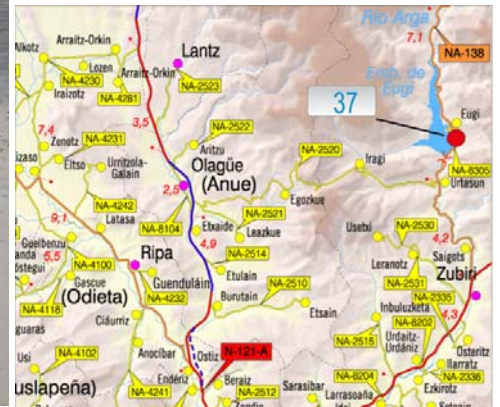 Río Arga
7,1
NA-138
Emb. de
Eugi
37
Eugi
NA-8305
Urtasun
Alkotz
Arraitz-Orkin
Lozen
NA-4230
Iraizotz
NA-4281
Arraitz-Orkin
Lantz
NA-2523
3,5
7,4
Zenotz
NA-4231
Eltso
Urritzola-
Galain
NA-2522
Aritzu
Olagüe
(Anue)
2,5
NA-8104
NA-2520
Iragi
Egozkue
9,1
NA-4242
Latasa
NA-2521
Etxaide
Leazkue
4,9
NA-2514
Etulain
Usetxi
NA-2530
Leranotz
NA-2531
4,2
Saigots
Zubiri
Guelbenzu
5,5
NA-4100
Gascue
NA-4118
(Odieta)
Ripa
Guenduláin
NA-4232
NA-2510
Burutain
Etsain
NA-2335
Inbuluzketa
NA-8202
Urdaitz-
Urdániz
4,3
Ciáurriz
NA-2515
Osteritz
Ilarratz
NA-2336
Usi
NA-4102
Anocíbar
Ostiz
N-121-A
Endériz
Beraiz
NA-4241
NA-2512
NA-8204
Sarasibar
Larrasoaña
Ezkirotz